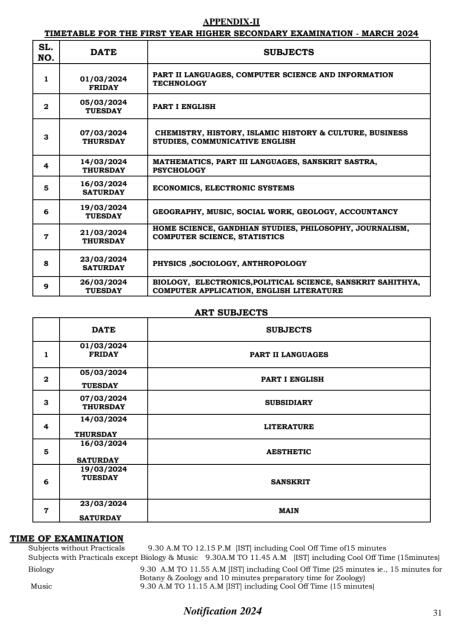 APPENDIX-II
TIMETABLE FOR THE FIRST YEAR HIGHER SECONDARY EXAMINATION - MARCH 2024
SL. NO. DATE SUBJECTS
1 01/03/2024 FRIDAY PART II LANGUAGES, COMPUTER SCIENCE AND INFORMATION
TECHNOLOGY
2 05/03/2024 TUESDAY PART I ENGLISH
3 07/03/2024 THURSDAY CHEMISTRY, HISTORY, ISLAMIC HISTORY & CULTURE, BUSINESS
STUDIES, COMMUNICATIVE ENGLISH
4 14/03/2024 THURSDAY MATHEMATICS, PART III LANGUAGES, SANSKRIT SASTRA,
PSYCHOLOGY
5 16/03/2024 SATURDAY ECONOMICS, ELECTRONIC SYSTEMS
6 19/03/2024 TUESDAY GEOGRAPHY, MUSIC, SOCIAL WORK, GEOLOGY, ACCOUNTANCY
7 21/03/2024 THURSDAY HOME SCIENCE, GANDHIAN STUDIES, PHILOSOPHY, JOURNALISM,
COMPUTER SCIENCE, STATISTICS
8 23/03/2024 SATURDAY PHYSICS ,SOCIOLOGY, ANTHROPOLOGY
9 26/03/2024 TUESDAY BIOLOGY, ELECTRONICS,POLITICAL SCIENCE, SANSKRIT SAHITHYA,
COMPUTER APPLICATION, ENGLISH LITERATURE
ART SUBJECTS
DATE SUBJECTS
1 01/03/2024 FRIDAY PART II LANGUAGES
2 05/03/2024 TUESDAY PART I ENGLISH
3 07/03/2024 THURSDAY SUBSIDIARY
4 14/03/2024 THURSDAY LITERATURE
5 16/03/2024 SATURDAY AESTHETIC
6 19/03/2024 TUESDAY SANSKRIT
7 23/03/2024 SATURDAY MAIN
TIME OF EXAMINATION
Subjects without Practicals 9.30 A.M TO 12.15 P.M [IST] including Cool Off Time of15 minutes
Subjects with Practicals except Biology & Music 9.30A.M TO 11.45 A.M [IST] including Cool Off Time (15minutes)
Biology 9.30 A.M TO 11.55 A.M [IST] including Cool Off Time (25 minutes ie., 15 minutes for
Botany & Zoology and 10 minutes preparatory time for Zoology)
Music 9.30 A.M TO 11.15 A.M [IST] including Cool Off Time (15 minutes)
Notification 2024 31